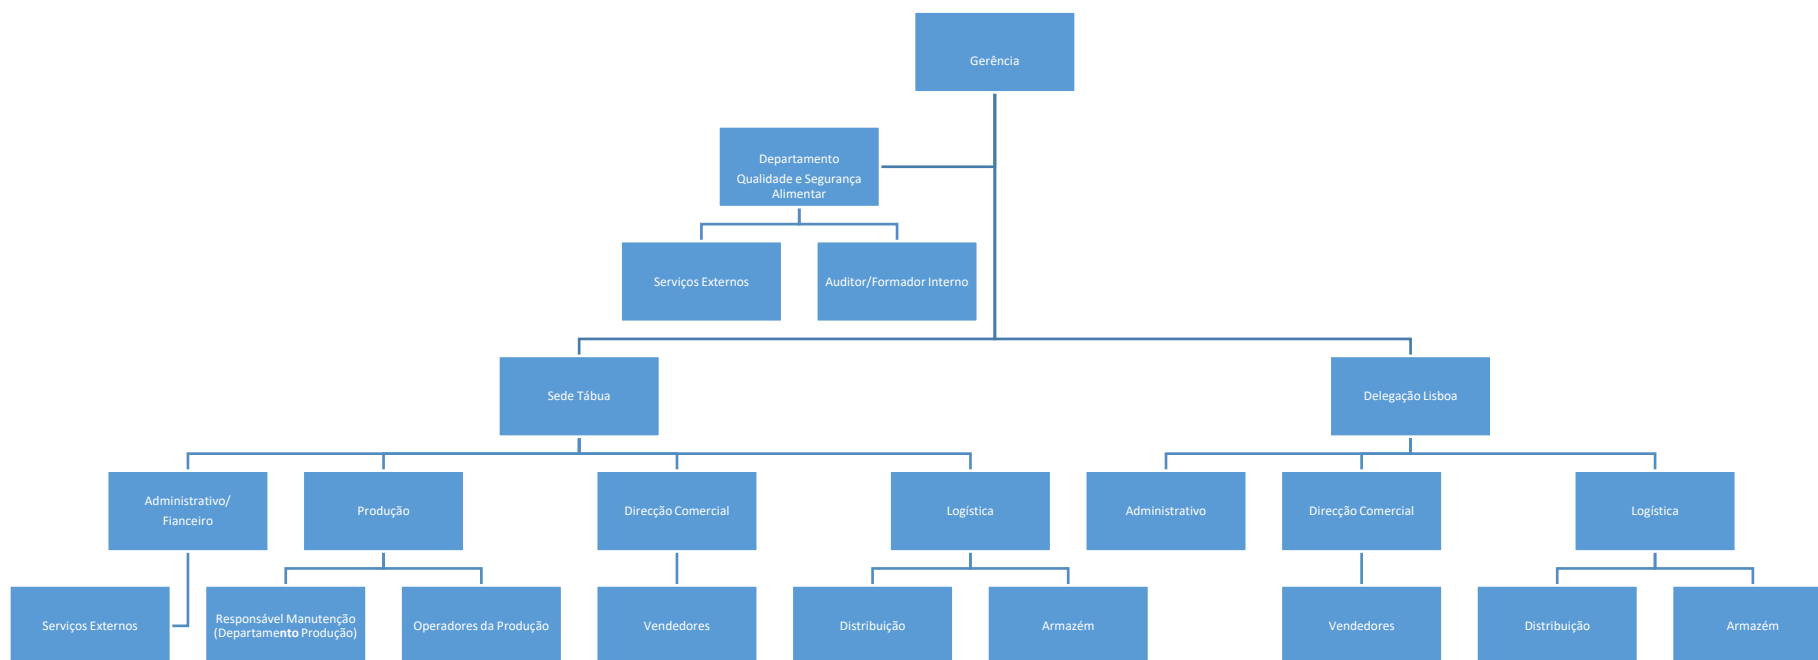 Gerência
Departamento
Qualidade e Segurança
Alimentar
Serviços Externos
Auditor/Formador Interno
Sede Tábua
Delegação Lisboa
Administrativo/
Fianceiro
Produção
Direcção Comercial
Logística
Administrativo
Direcção Comercial
Logística
Serviços Externos
Responsável Manutenção
(Departamento Produção)
Operadores da Produção
Vendedores
Distribuição
Armazém
Vendedores
Distribuição
Armazém